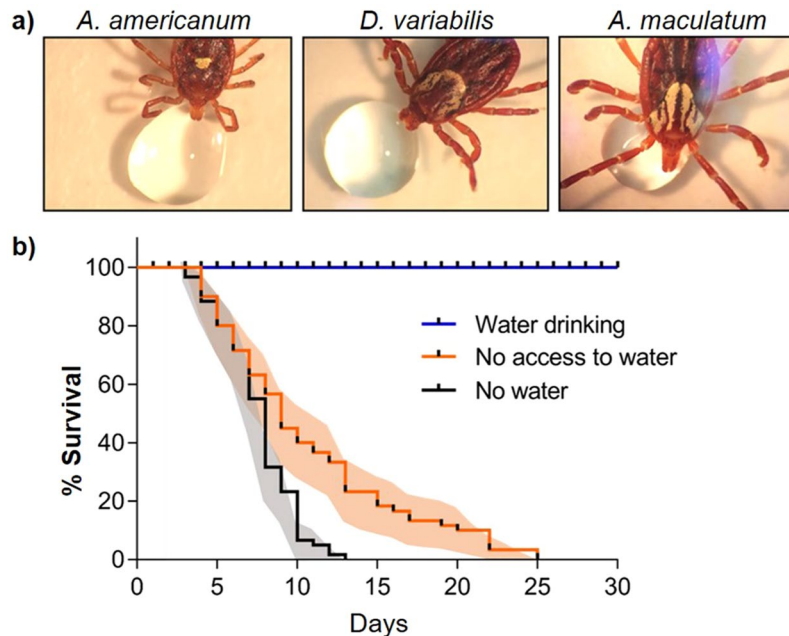 a) A. americanum D. variabilis A. maculatum
b)
100
80
60
40
20
0
% Survival
Water drinking
No access to water
No water
0 5 10 15 20 25 30
Days